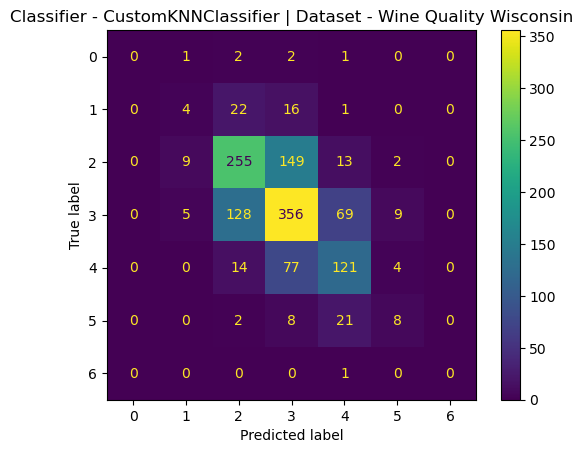 Classifier - CustomKNNClassifier | Dataset - Wine Quality Wisconsin
0 0 1 2 2 1 0 0
1 0 4 22 16 1 0 0
2 0 9 255 149 13 2 0
3 0 5 128 356 69 9 0
4 0 0 14 77 121 4 0
5 0 0 2 8 21 8 0
6 0 0 0 0 1 0 0
0 1 2 3 4 5 6
True label
Predicted label
350
300
250
200
150
100
50
0